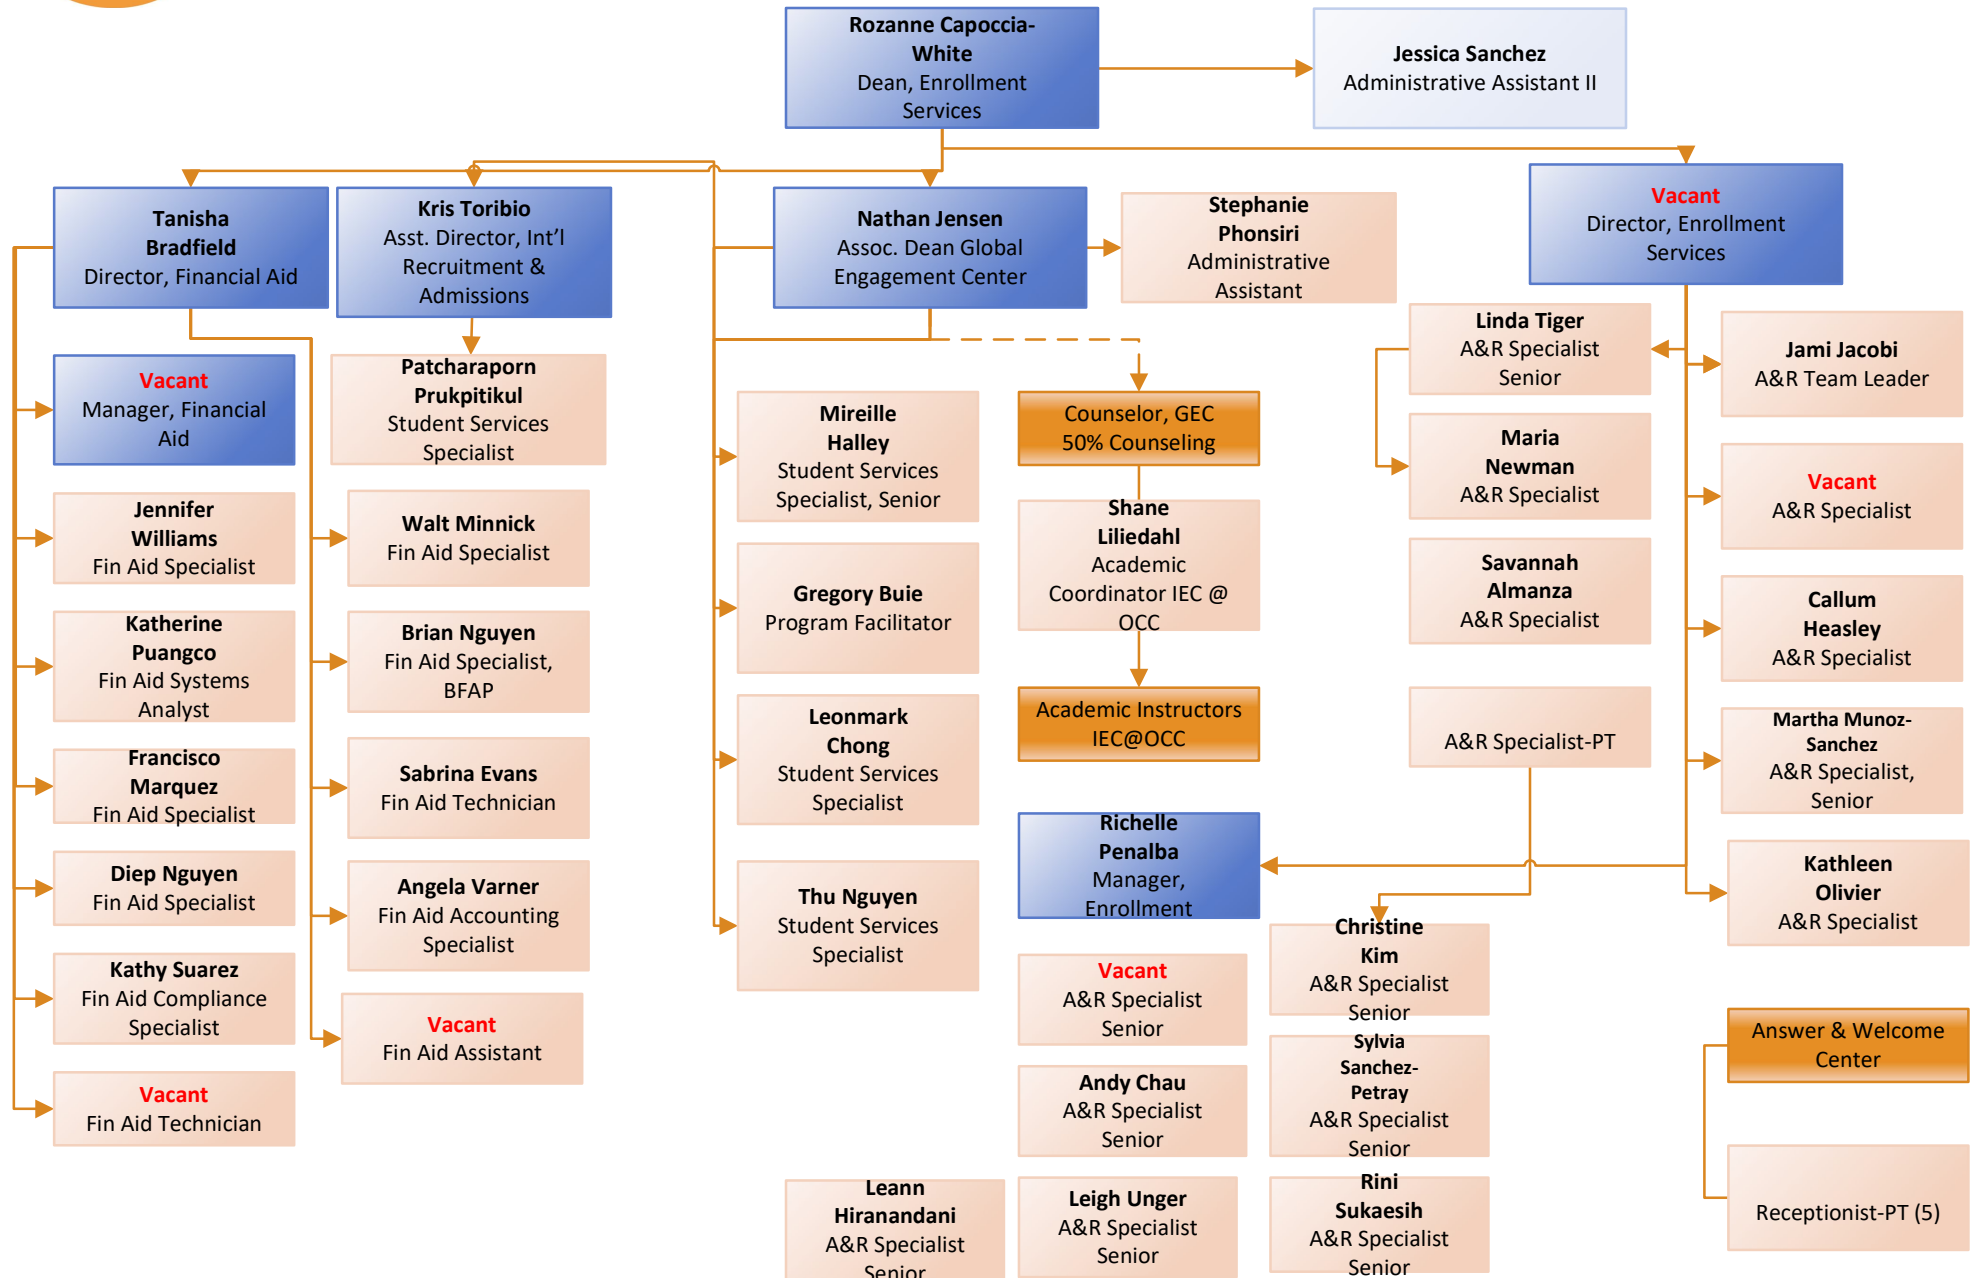 Rozanne Capoccia-
White
Dean, Enrollment
Services
Jessica Sanchez
Administrative Assistant II
Tanisha
Bradfield
Director, Financial Aid
Kris Toribio
Asst. Director, Int’l
Recruitment &
Admissions
Nathan Jensen
Assoc. Dean Global
Engagement Center
Stephanie
Phonsiri
Administrative
Assistant
Vacant
Director, Enrollment
Services
Vacant
Manager, Financial
Aid
Jennifer
Williams
Fin Aid Specialist
Katherine
Puangco
Fin Aid Systems
Analyst
Francisco
Marquez
Fin Aid Specialist
Diep Nguyen
Fin Aid Specialist
Kathy Suarez
Fin Aid Compliance
Specialist
Vacant
Fin Aid Technician
Patcharaporn
Prukpitikul
Student Services
Specialist
Walt Minnick
Fin Aid Specialist
Brian Nguyen
Fin Aid Specialist,
BFAP
Sabrina Evans
Fin Aid Technician
Angela Varner
Fin Aid Accounting
Specialist
Vacant
Fin Aid Assistant
Mireille
Halley
Student Services
Specialist, Senior
Gregory Buie
Program Facilitator
Leonmark
Chong
Student Services
Specialist
Thu Nguyen
Student Services
Specialist
Counselor, GEC
50% Counseling
Shane
Liliedahl
Academic
Coordinator IEC @
OCC
Academic Instructors
IEC@OCC
Richelle
Penalba
Manager,
Enrollment
Vacant
A&R Specialist
Senior
Andy Chau
A&R Specialist
Senior
Leann
Hiranandani
A&R Specialist
Senior
Leigh Unger
A&R Specialist
Senior
Linda Tiger
A&R Specialist
Senior
Maria
Newman
A&R Specialist
Savannah
Almanza
A&R Specialist
A&R Specialist-PT
Christine
Kim
A&R Specialist
Senior
Sylvia
Sanchez-
Petray
A&R Specialist
Senior
Rini
Sukaesih
A&R Specialist
Senior
Jami Jacobi
A&R Team Leader
Vacant
A&R Specialist
Callum
Heasley
A&R Specialist
Martha Munoz-
Sanchez
A&R Specialist,
Senior
Kathleen
Olivier
A&R Specialist
Answer & Welcome
Center
Receptionist-PT (5)